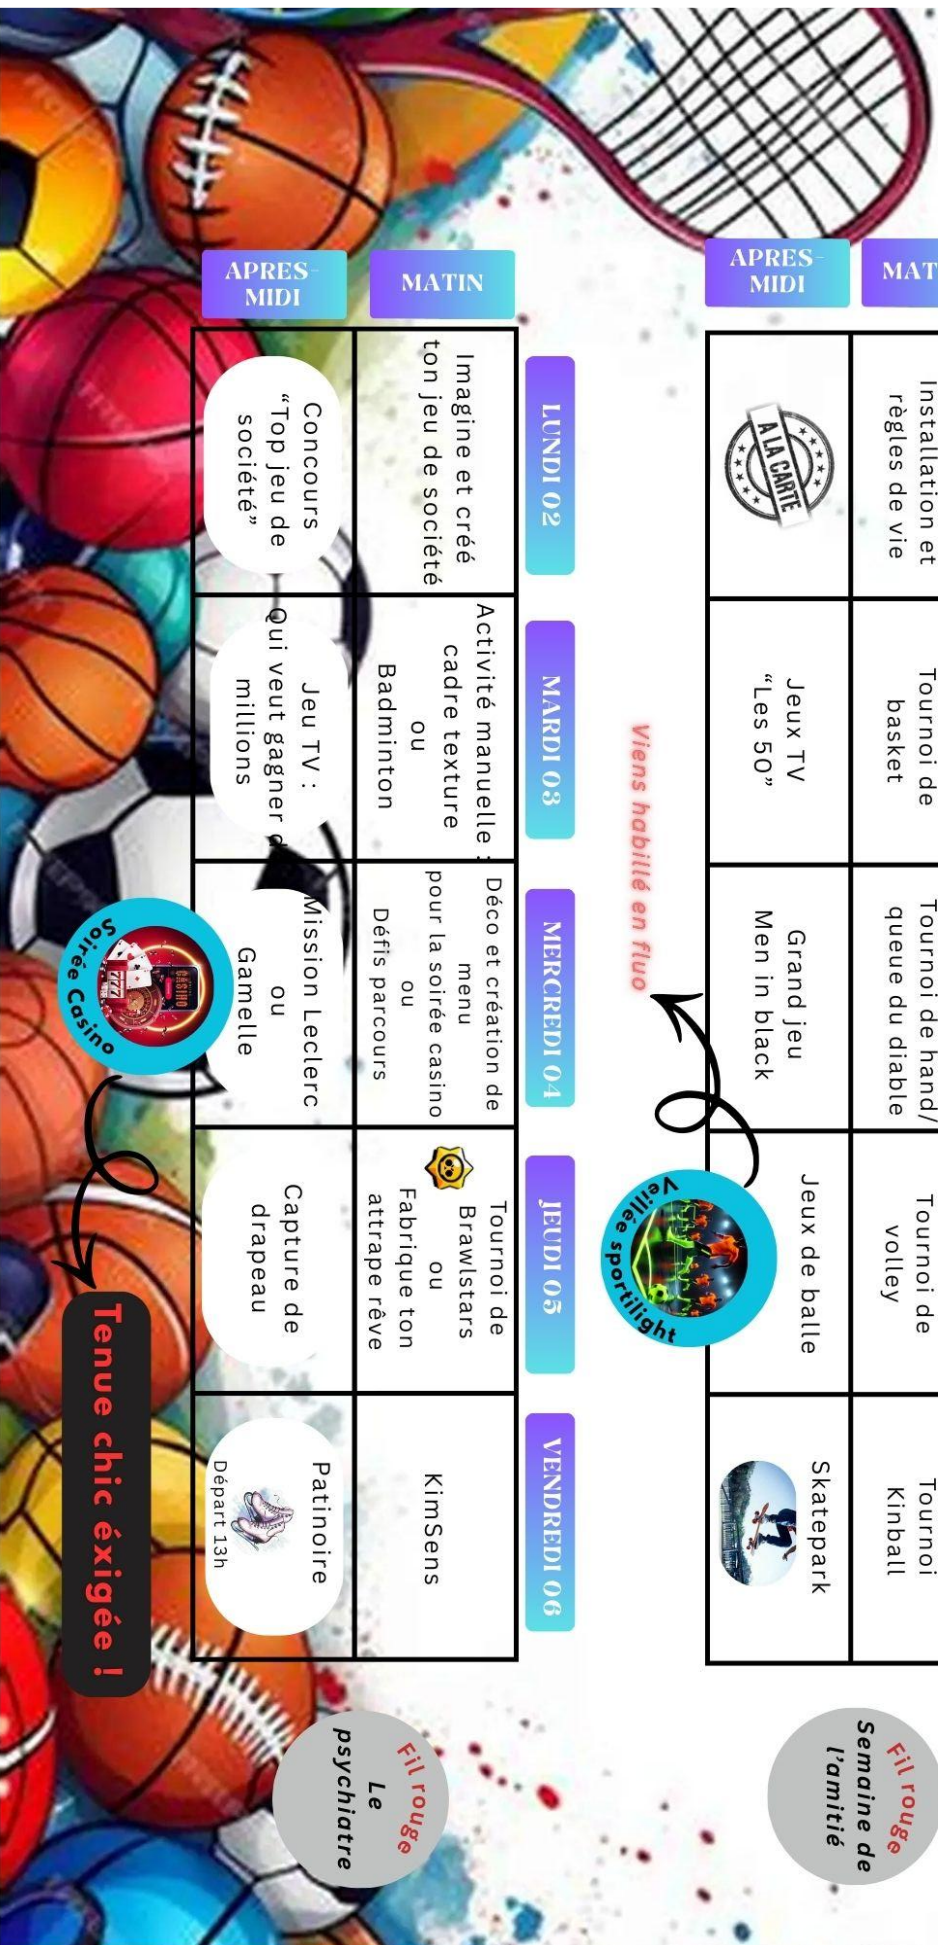 MAT
Installation et
règles de vie
Tournoi de
basket
Tournoi de hand/
queue du diable
Tournoi de
volley
Tournoi
Kinball
APRES-
MIDI
A LA CARTE
Jeux TV
“Les 50”
Grand jeu
Men in black
Jeux de balle
Skatepark
Fil rouge
Semaine de
l’amitié
Veillée sportilight
Viens habillé en fluo
LUNDI 02
MARDI 03
MERCREDI 04
JEUDI 05
VENDREDI 06
MATIN
Imagine et créé
ton jeu de société
Activité manuelle :
cadre texture
ou
Badminton
Déco et création de
menu
pour la soirée casino
ou
Défis parcours
Tournoi de
Brawlstars
ou
Fabrique ton
attrape rêve
KimSens
APRES-
MIDI
Concours
“Top jeu de
société”
Jeu TV :
Qui veut gagner d
millions
Mission Leclerc
ou
Gamelle
Capture de
drapeau
Patinoire
Départ 13h
Fil rouge
Le
psychiatre
CASINO
777
Soirée Casino
Tenue chic éxigée !